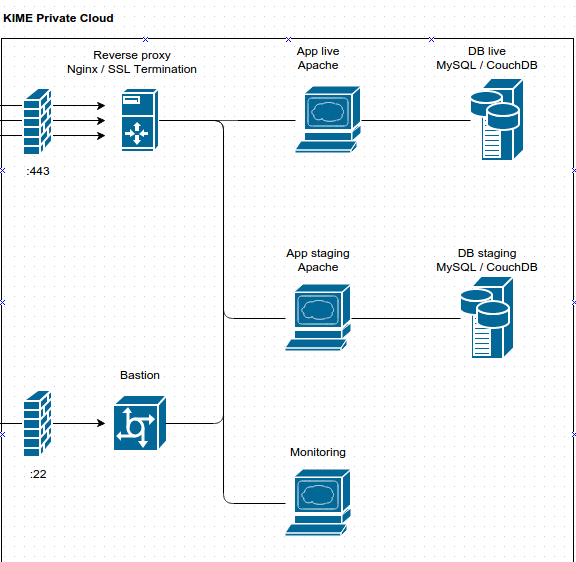 KIME Private Cloud
Reverse proxy
Nginx / SSL Termination
App live
Apache
DB live
MySQL / CouchDB
:443
App staging
Apache
DB staging
MySQL / CouchDB
Bastion
:22
Monitoring